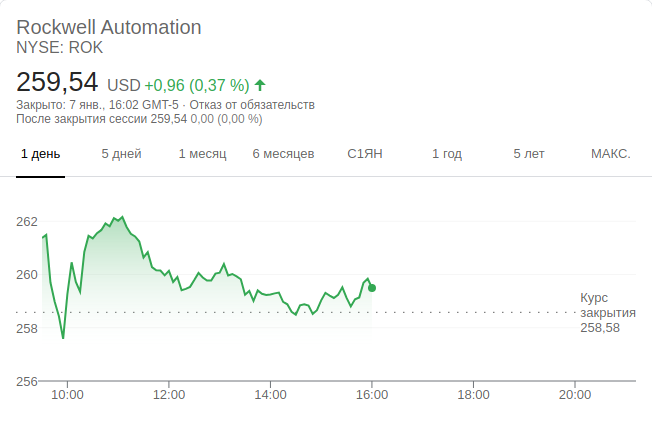 Rockwell Automation
NYSE: ROK
259,54 USD +0,96 (0,37 %)
Закрыто: 7 янв., 16:02 GMT-5 · Отказ от обязательств
После закрытия сессии 259,54 0,00 (0,00 %)
1 день 5 дней 1 месяц 6 месяцев С1ЯН 1 год 5 лет МАКС.
262
260
258
256
Курс
закрытия
258,58
10:00 12:00 14:00 16:00 18:00 20:00